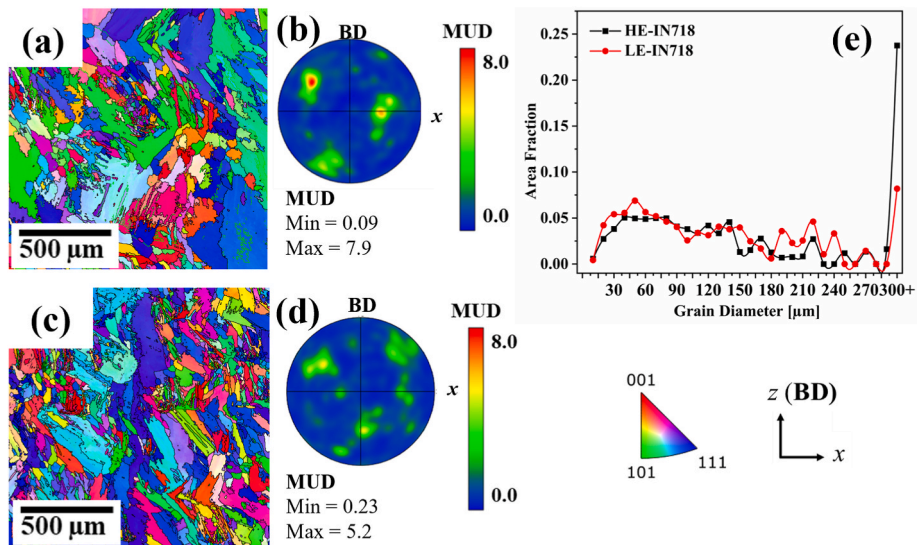 (a)
500 µm
(b)
BD
x
MUD
8.0
0.0
MUD
Min = 0.09
Max = 7.9
(c)
500 µm
(d)
BD
x
MUD
8.0
0.0
MUD
Min = 0.23
Max = 5.2
(e)
HE-IN718
LE-IN718
Area Fraction
0.25
0.20
0.15
0.10
0.05
0.00
30 60 90 120 150 180 210 240 270 300+
Grain Diameter [µm]
001
101
111
z (BD)
x